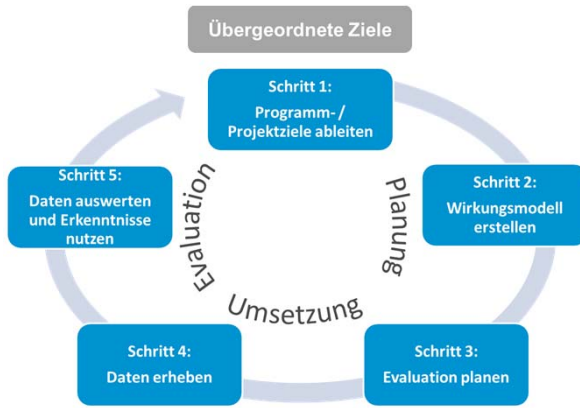 Übergeordnete Ziele
Schritt 1:
Programm- /
Projektziele ableiten
Schritt 2:
Wirkungsmodell
erstellen
Schritt 3:
Evaluation planen
Schritt 4:
Daten erheben
Schritt 5:
Daten auswerten
und Erkenntnisse
nutzen
Planung
Umsetzung
Evaluation